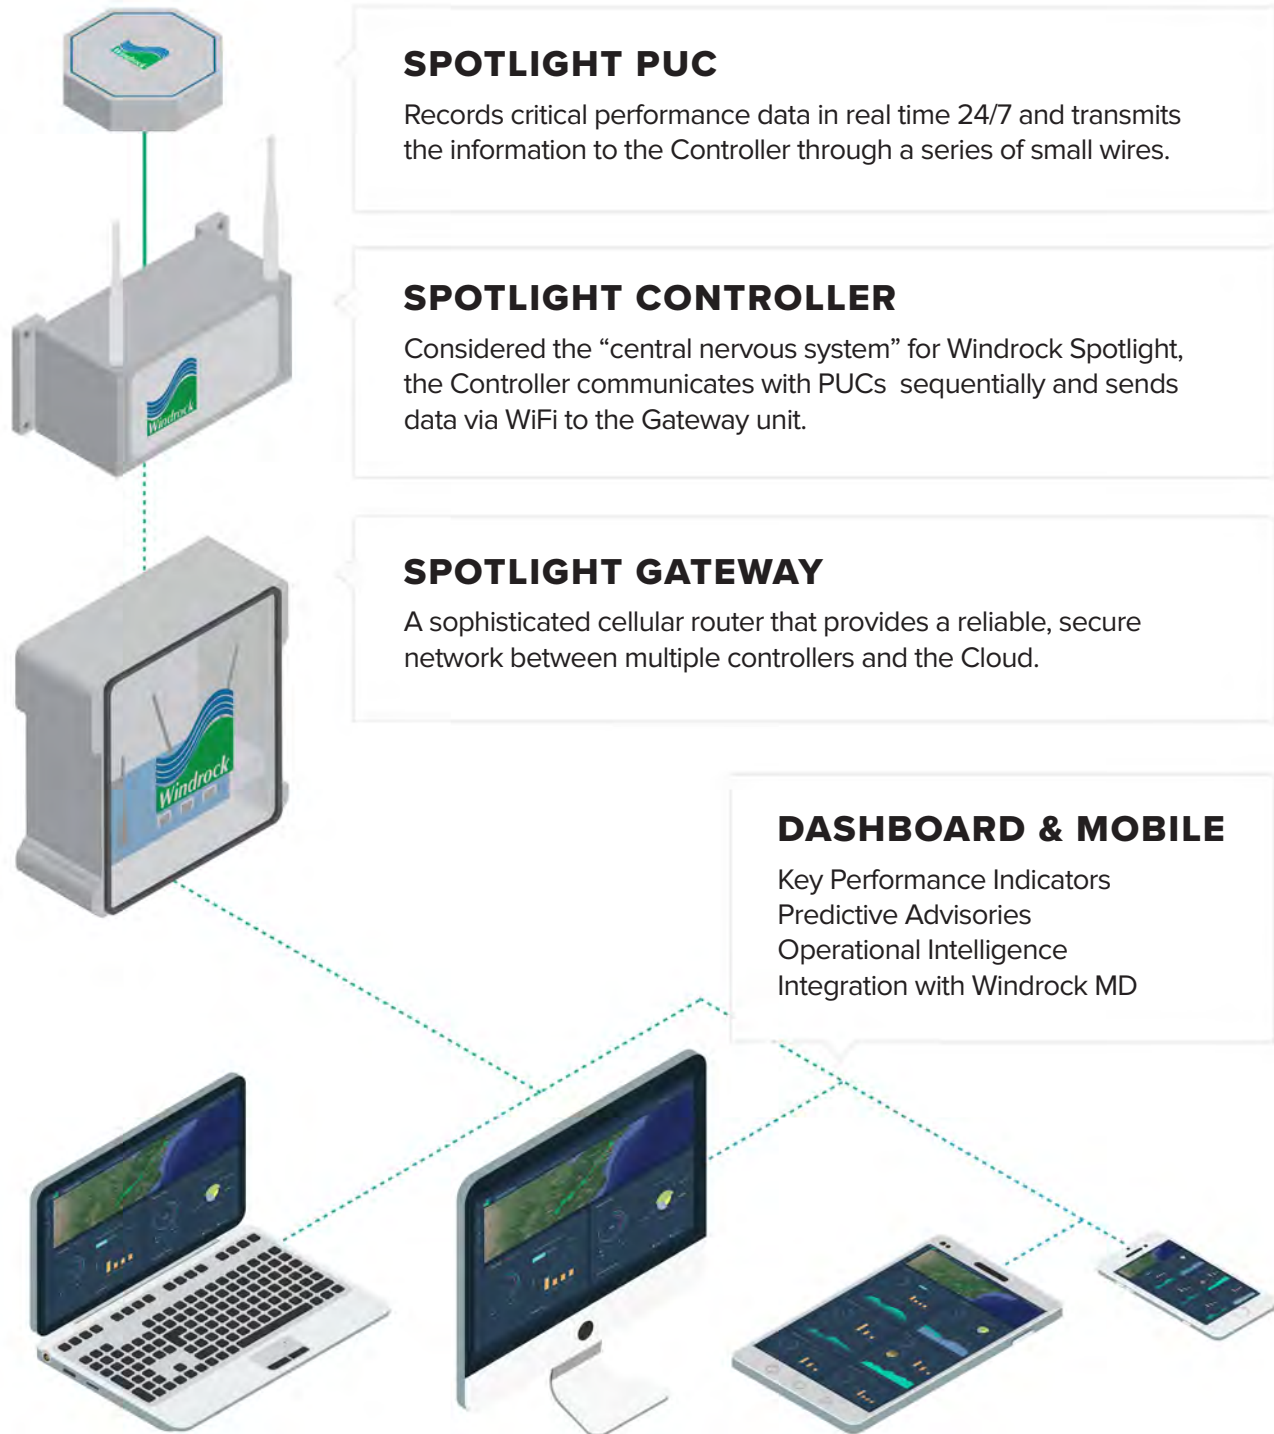 Windrock
SPOTLIGHT PUC
Records critical performance data in real time 24/7 and transmits
the information to the Controller through a series of small wires.
SPOTLIGHT CONTROLLER
Considered the “central nervous system” for Windrock Spotlight,
the Controller communicates with PUCs  sequentially and sends
data via WiFi to the Gateway unit.
Windrock
SPOTLIGHT GATEWAY
A sophisticated cellular router that provides a reliable, secure
network between multiple controllers and the Cloud.
Windrock
DASHBOARD & MOBILE
Key Performance Indicators
Predictive Advisories
Operational Intelligence
Integration with Windrock MD